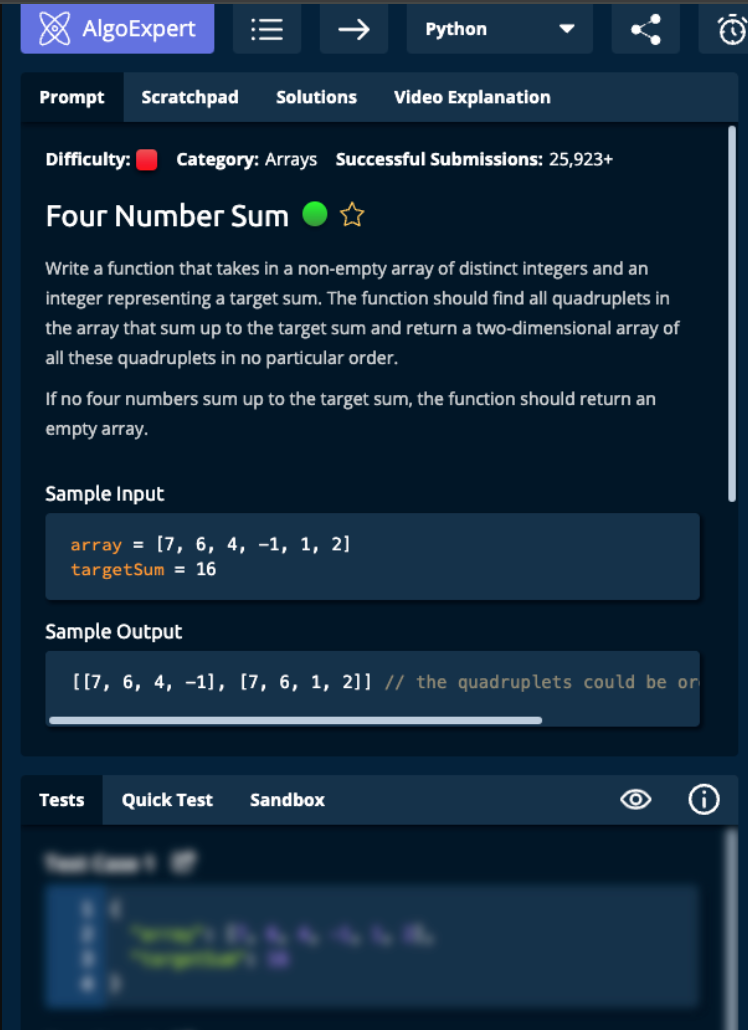 AlgoExpert
Python
Prompt Scratchpad Solutions Video Explanation
Difficulty: Category: Arrays Successful Submissions: 25,923+
Four Number Sum
Write a function that takes in a non-empty array of distinct integers and an
integer representing a target sum. The function should find all quadruplets in
the array that sum up to the target sum and return a two-dimensional array of
all these quadruplets in no particular order.
If no four numbers sum up to the target sum, the function should return an
empty array.
Sample Input
array = [7, 6, 4, -1, 1, 2]
targetSum = 16
Sample Output
[[7, 6, 4, -1], [7, 6, 1, 2]] // the quadruplets could be or
Tests Quick Test Sandbox